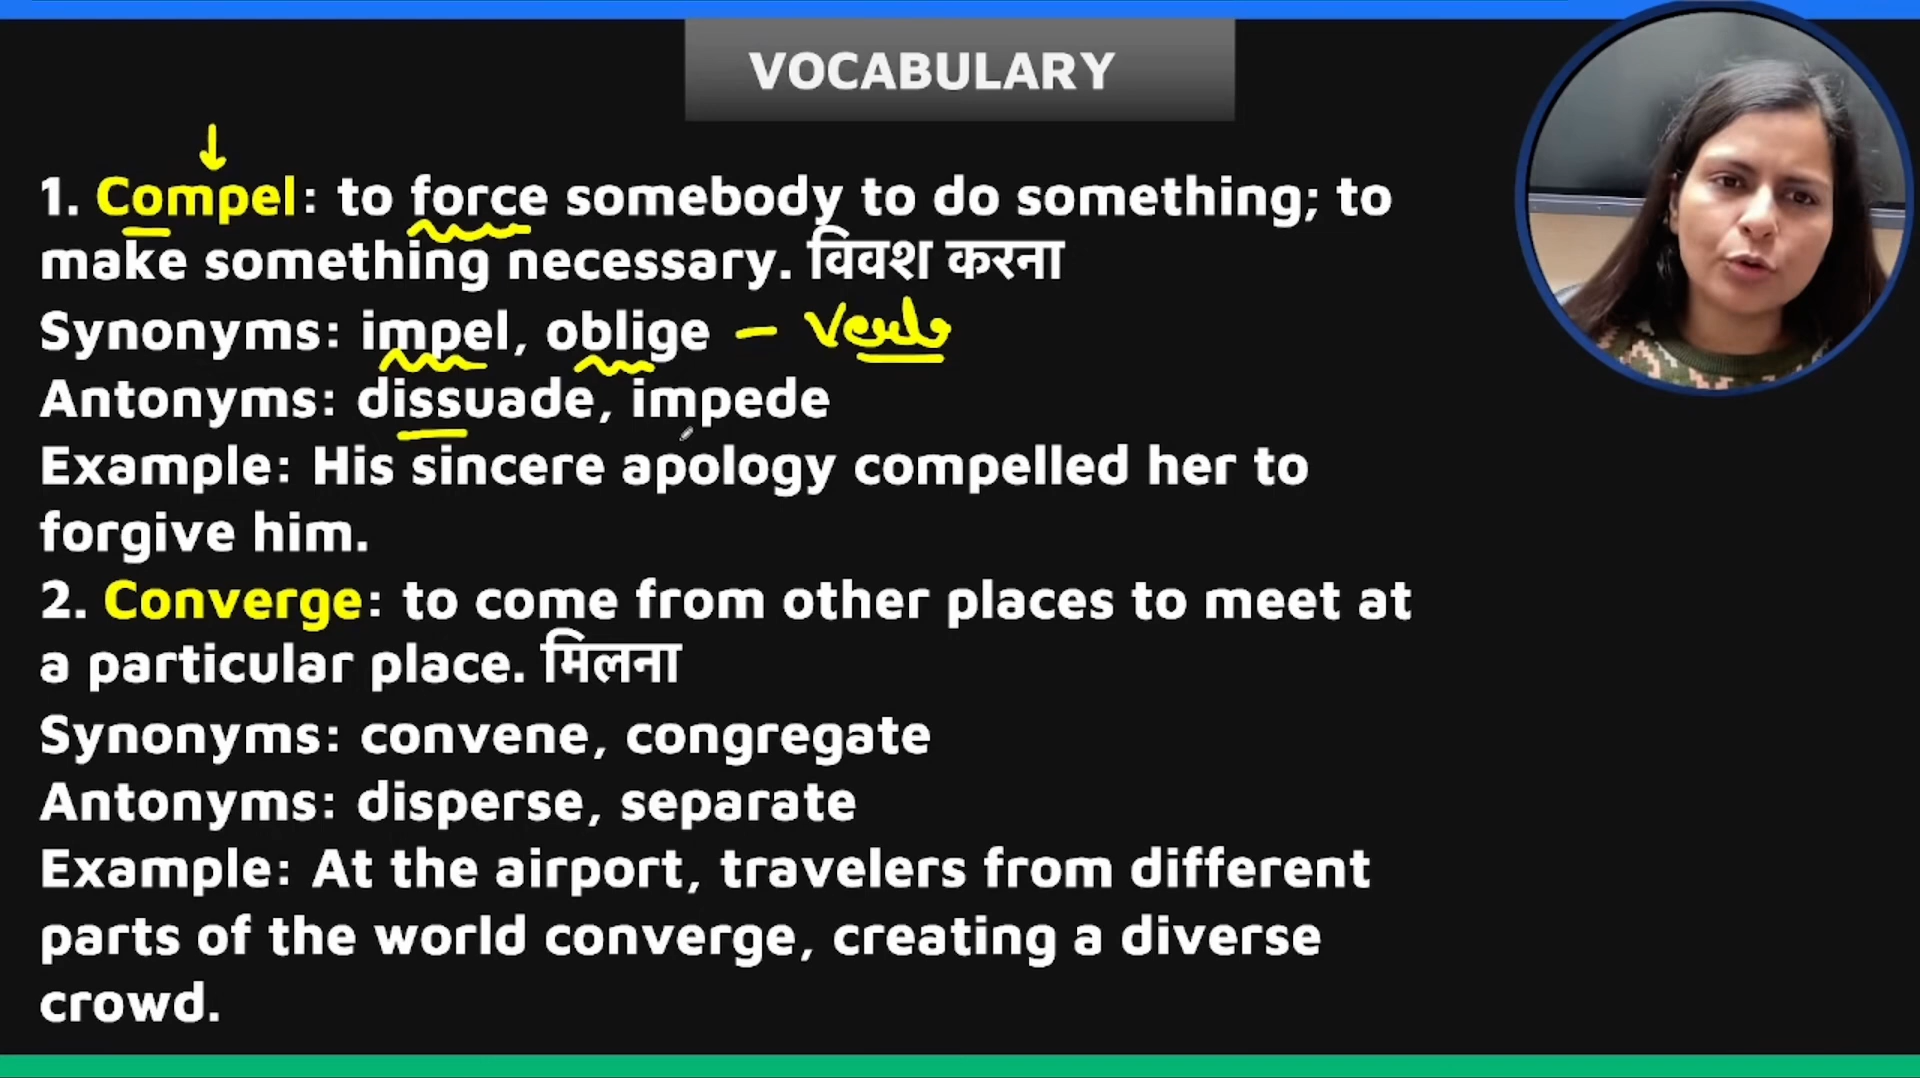 VOCABULARY
1. Compel: to force somebody to do something; to
make something necessary. विवश करना
Synonyms: impel, oblige – Verb
Antonyms: dissuade, impede
Example: His sincere apology compelled her to
forgive him.
2. Converge: to come from other places to meet at
a particular place. मिलना
Synonyms: convene, congregate
Antonyms: disperse, separate
Example: At the airport, travelers from different
parts of the world converge, creating a diverse
crowd.